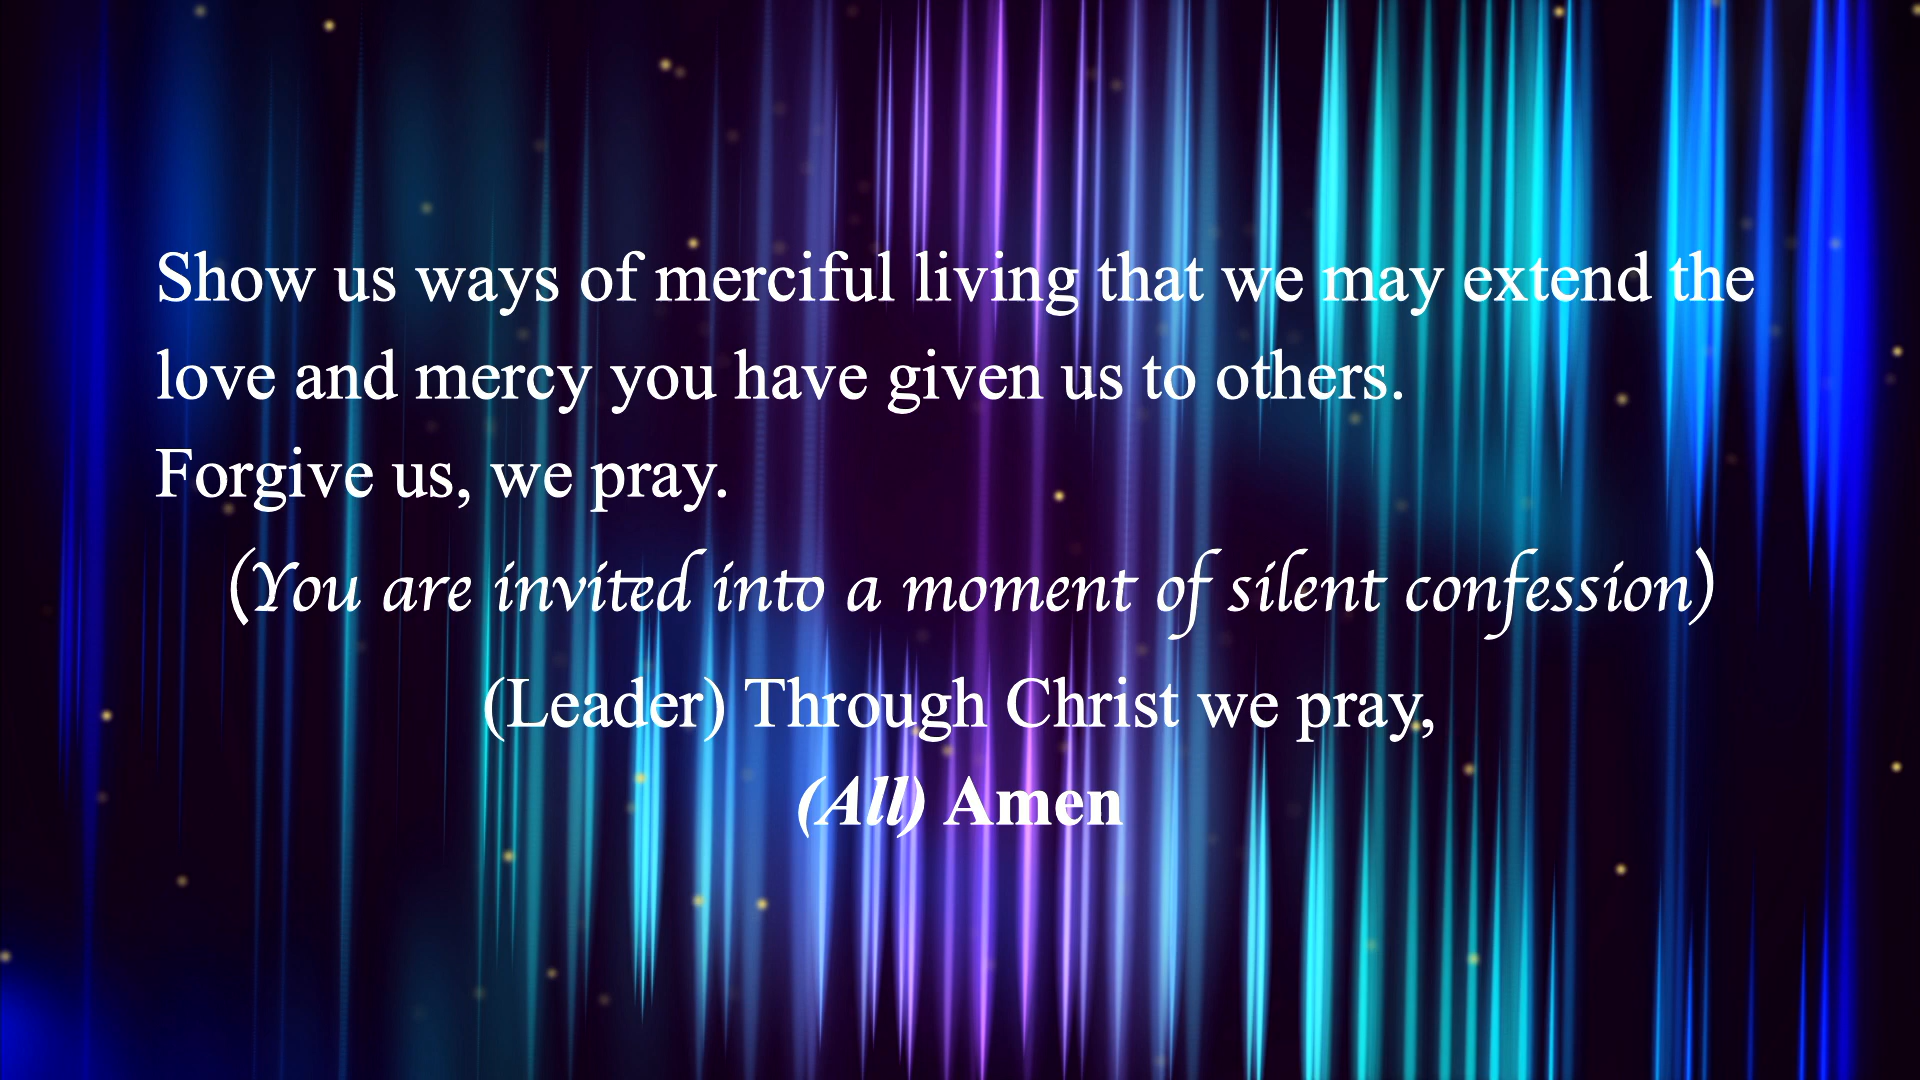 Show us ways of merciful living that we may extend the
love and mercy you have given us to others.
Forgive us, we pray.
(You are invited into a moment of silent confession)
(Leader) Through Christ we pray,
(All) Amen